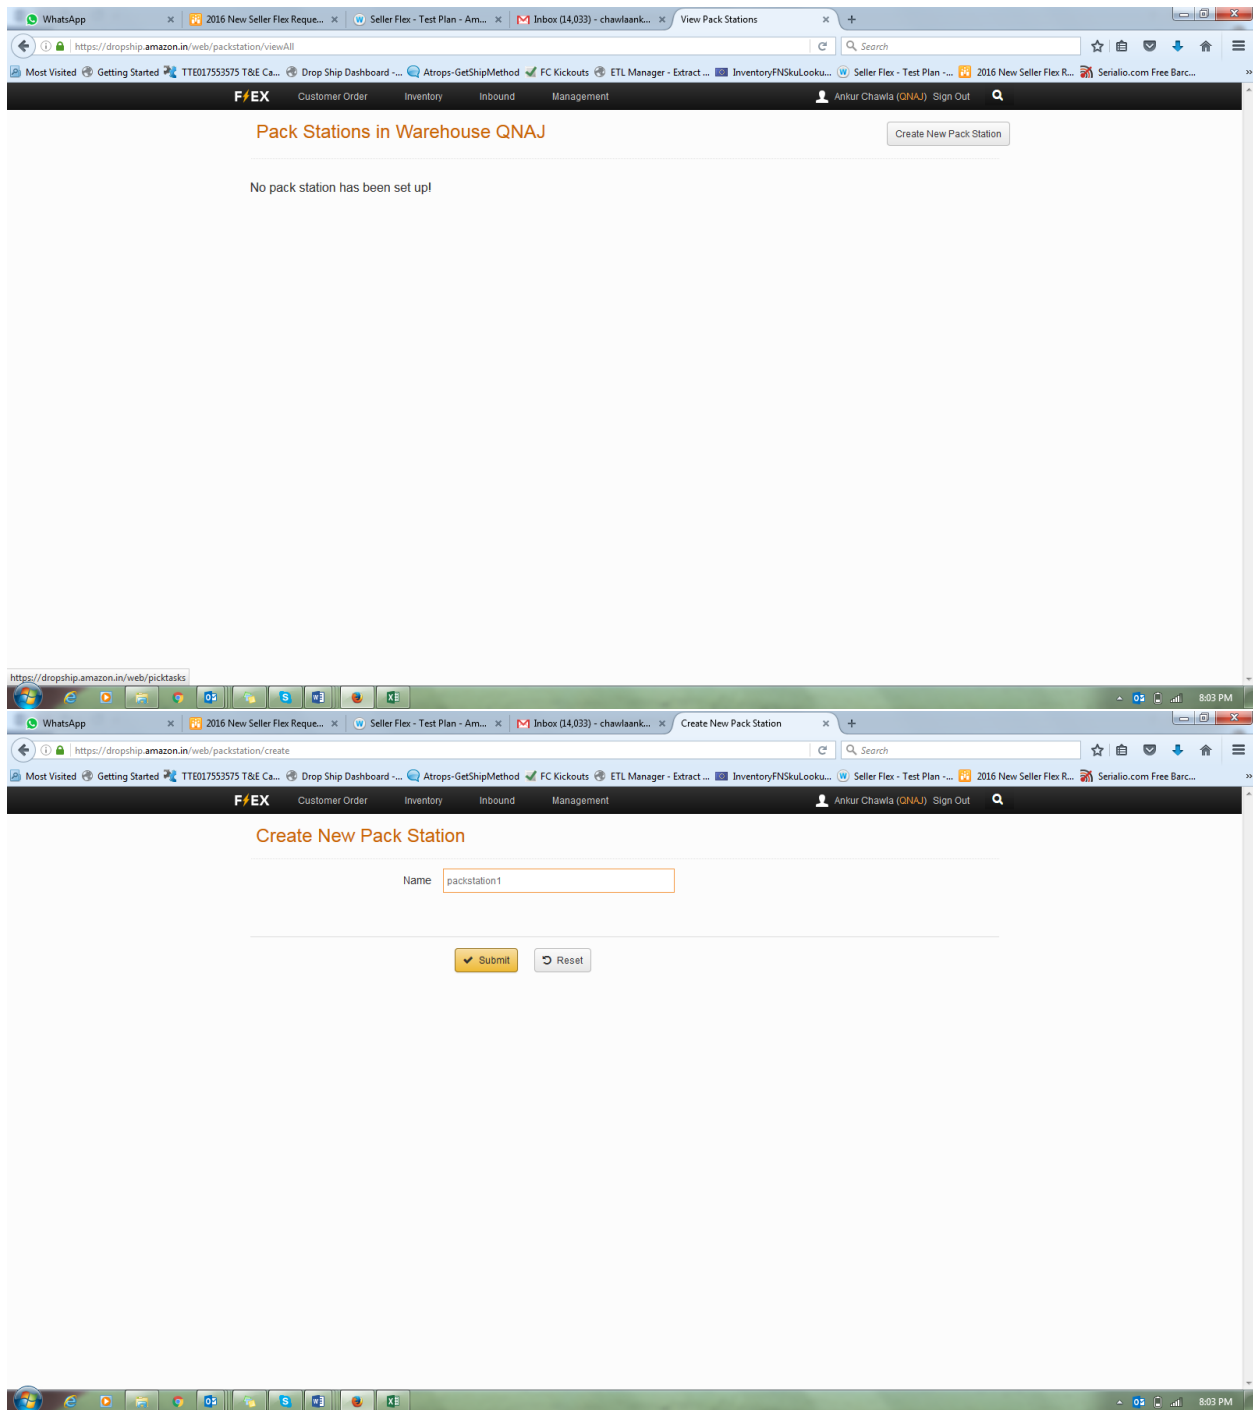 WhatsApp 2016 New Seller Flex Reque... Seller Flex - Test Plan - Am... Inbox (14,033) - chawlaank... View Pack Stations
https://dropship.amazon.in/web/packstation/viewAll Search
Most Visited Getting Started TTE017553575 T&E Ca... Drop Ship Dashboard -... Atrops-GetShipMethod FC Kickouts ETL Manager - Extract ... InventoryFNSkuLooku... Seller Flex - Test Plan -... 2016 New Seller Flex R... Serialio.com Free Barc... »
FLEX Customer Order Inventory Inbound Management Ankur Chawla (QNAJ) Sign Out
Pack Stations in Warehouse QNAJ Create New Pack Station
No pack station has been set up!
https://dropship.amazon.in/web/picktasks
8:03 PM
WhatsApp 2016 New Seller Flex Reque... Seller Flex - Test Plan - Am... Inbox (14,033) - chawlaank... Create New Pack Station
https://dropship.amazon.in/web/packstation/create Search
Most Visited Getting Started TTE017553575 T&E Ca... Drop Ship Dashboard -... Atrops-GetShipMethod FC Kickouts ETL Manager - Extract ... InventoryFNSkuLooku... Seller Flex - Test Plan -... 2016 New Seller Flex R... Serialio.com Free Barc... »
FLEX Customer Order Inventory Inbound Management Ankur Chawla (QNAJ) Sign Out
Create New Pack Station
Name packstation1
Submit Reset
8:03 PM